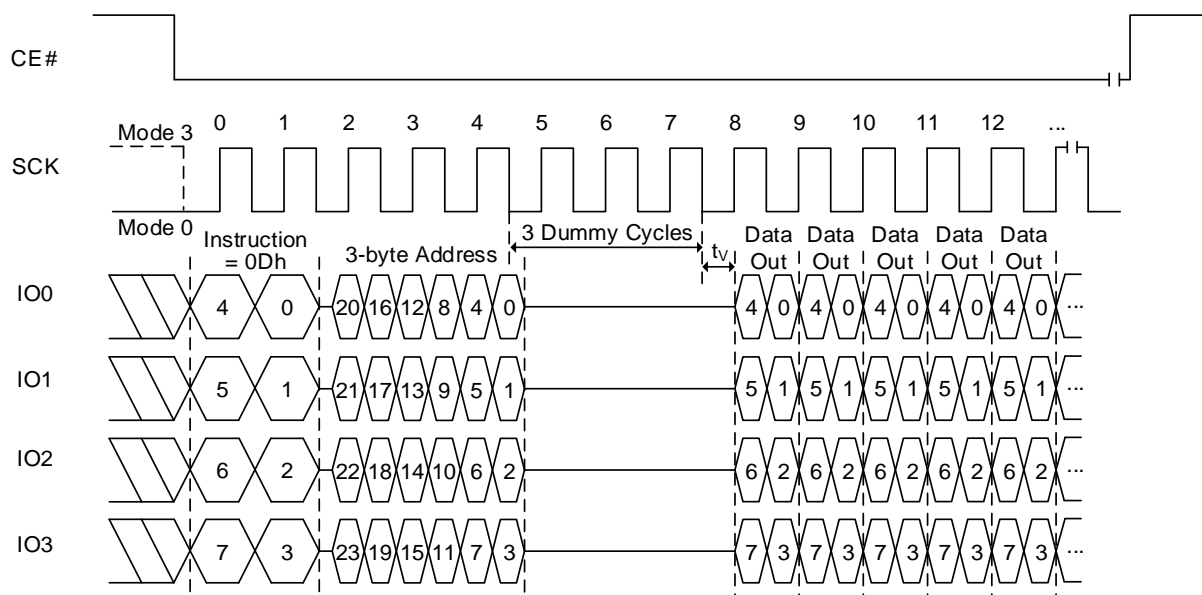 CE#
0 1 2 3 4 5 6 7 8 9 10 11 12 ...
Mode 3
SCK
Mode 0
Instruction
= 0Dh
3-byte Address
3 Dummy Cycles
tV
Data Data Data Data Data
Out Out Out Out Out
IO0 4 0 20 16 12 8 4 0 4 0 4 0 4 0 4 0 4 0 ...
IO1 5 1 21 17 13 9 5 1 5 1 5 1 5 1 5 1 5 1 ...
IO2 6 2 22 18 14 10 6 2 6 2 6 2 6 2 6 2 6 2 ...
IO3 7 3 23 19 15 11 7 3 7 3 7 3 7 3 7 3 7 3 ...